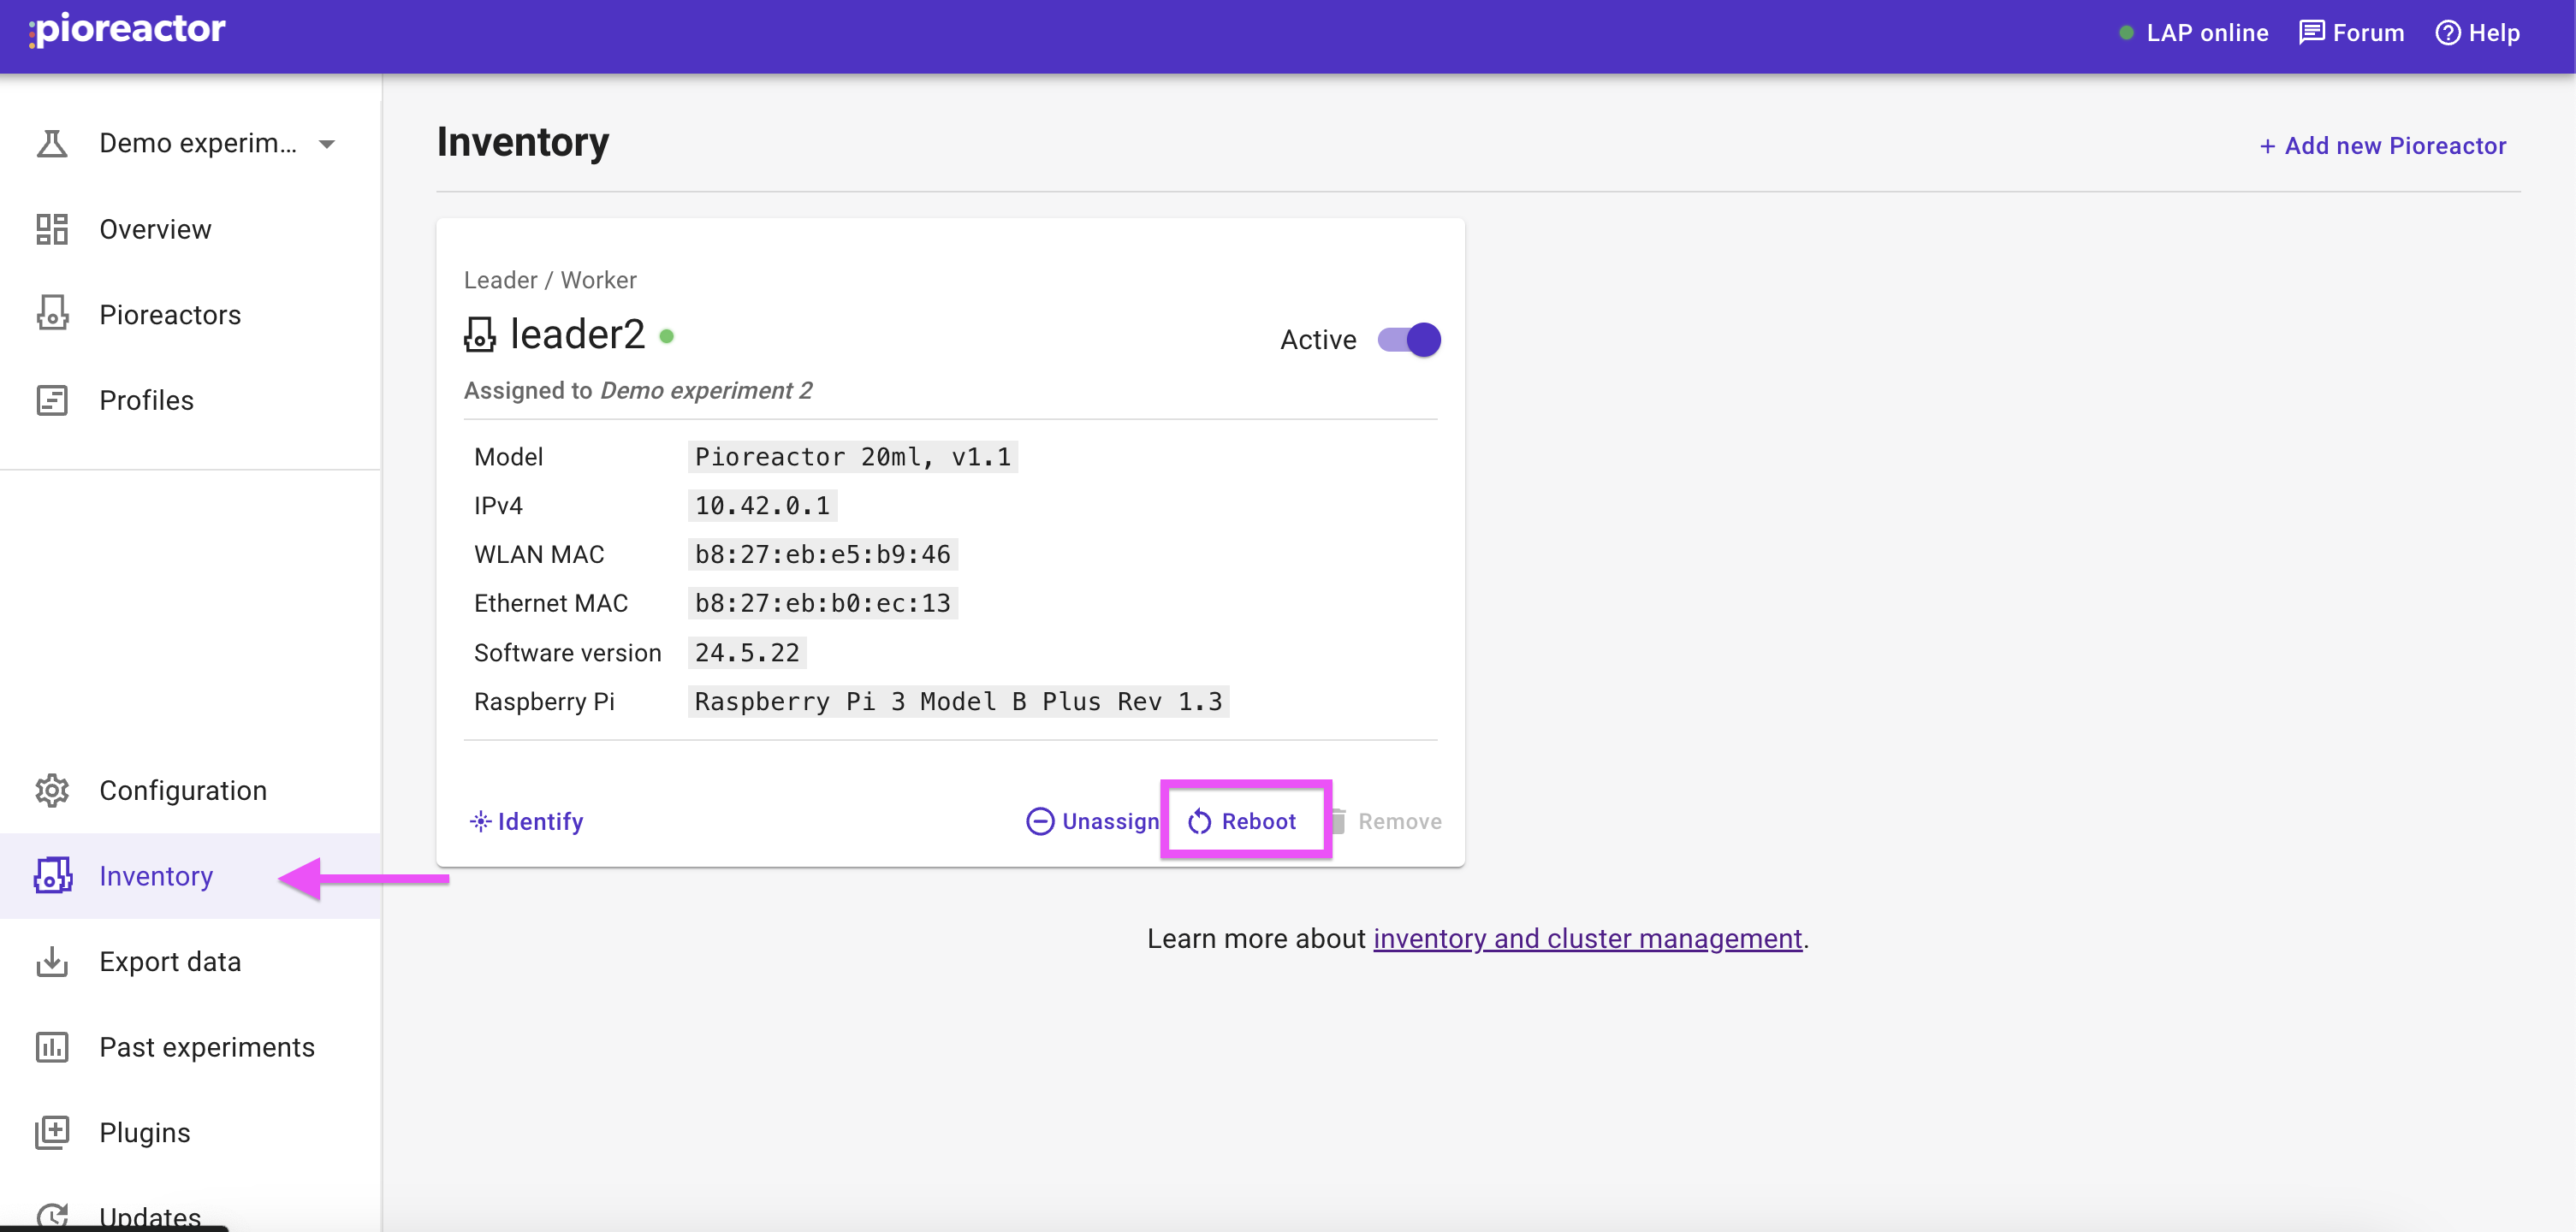 pioreactor
LAP online
Forum
Help
Demo experim...
Overview
Pioreactors
Profiles
Configuration
Inventory
Export data
Past experiments
Plugins
Updates
Inventory
+ Add new Pioreactor
Leader / Worker
leader2
Active
Assigned to Demo experiment 2
Model Pioreactor 20ml, v1.1
IPv4 10.42.0.1
WLAN MAC b8:27:eb:e5:b9:46
Ethernet MAC b8:27:eb:b0:ec:13
Software version 24.5.22
Raspberry Pi Raspberry Pi 3 Model B Plus Rev 1.3
Identify
Unassign
Reboot
Remove
Learn more about inventory and cluster management.